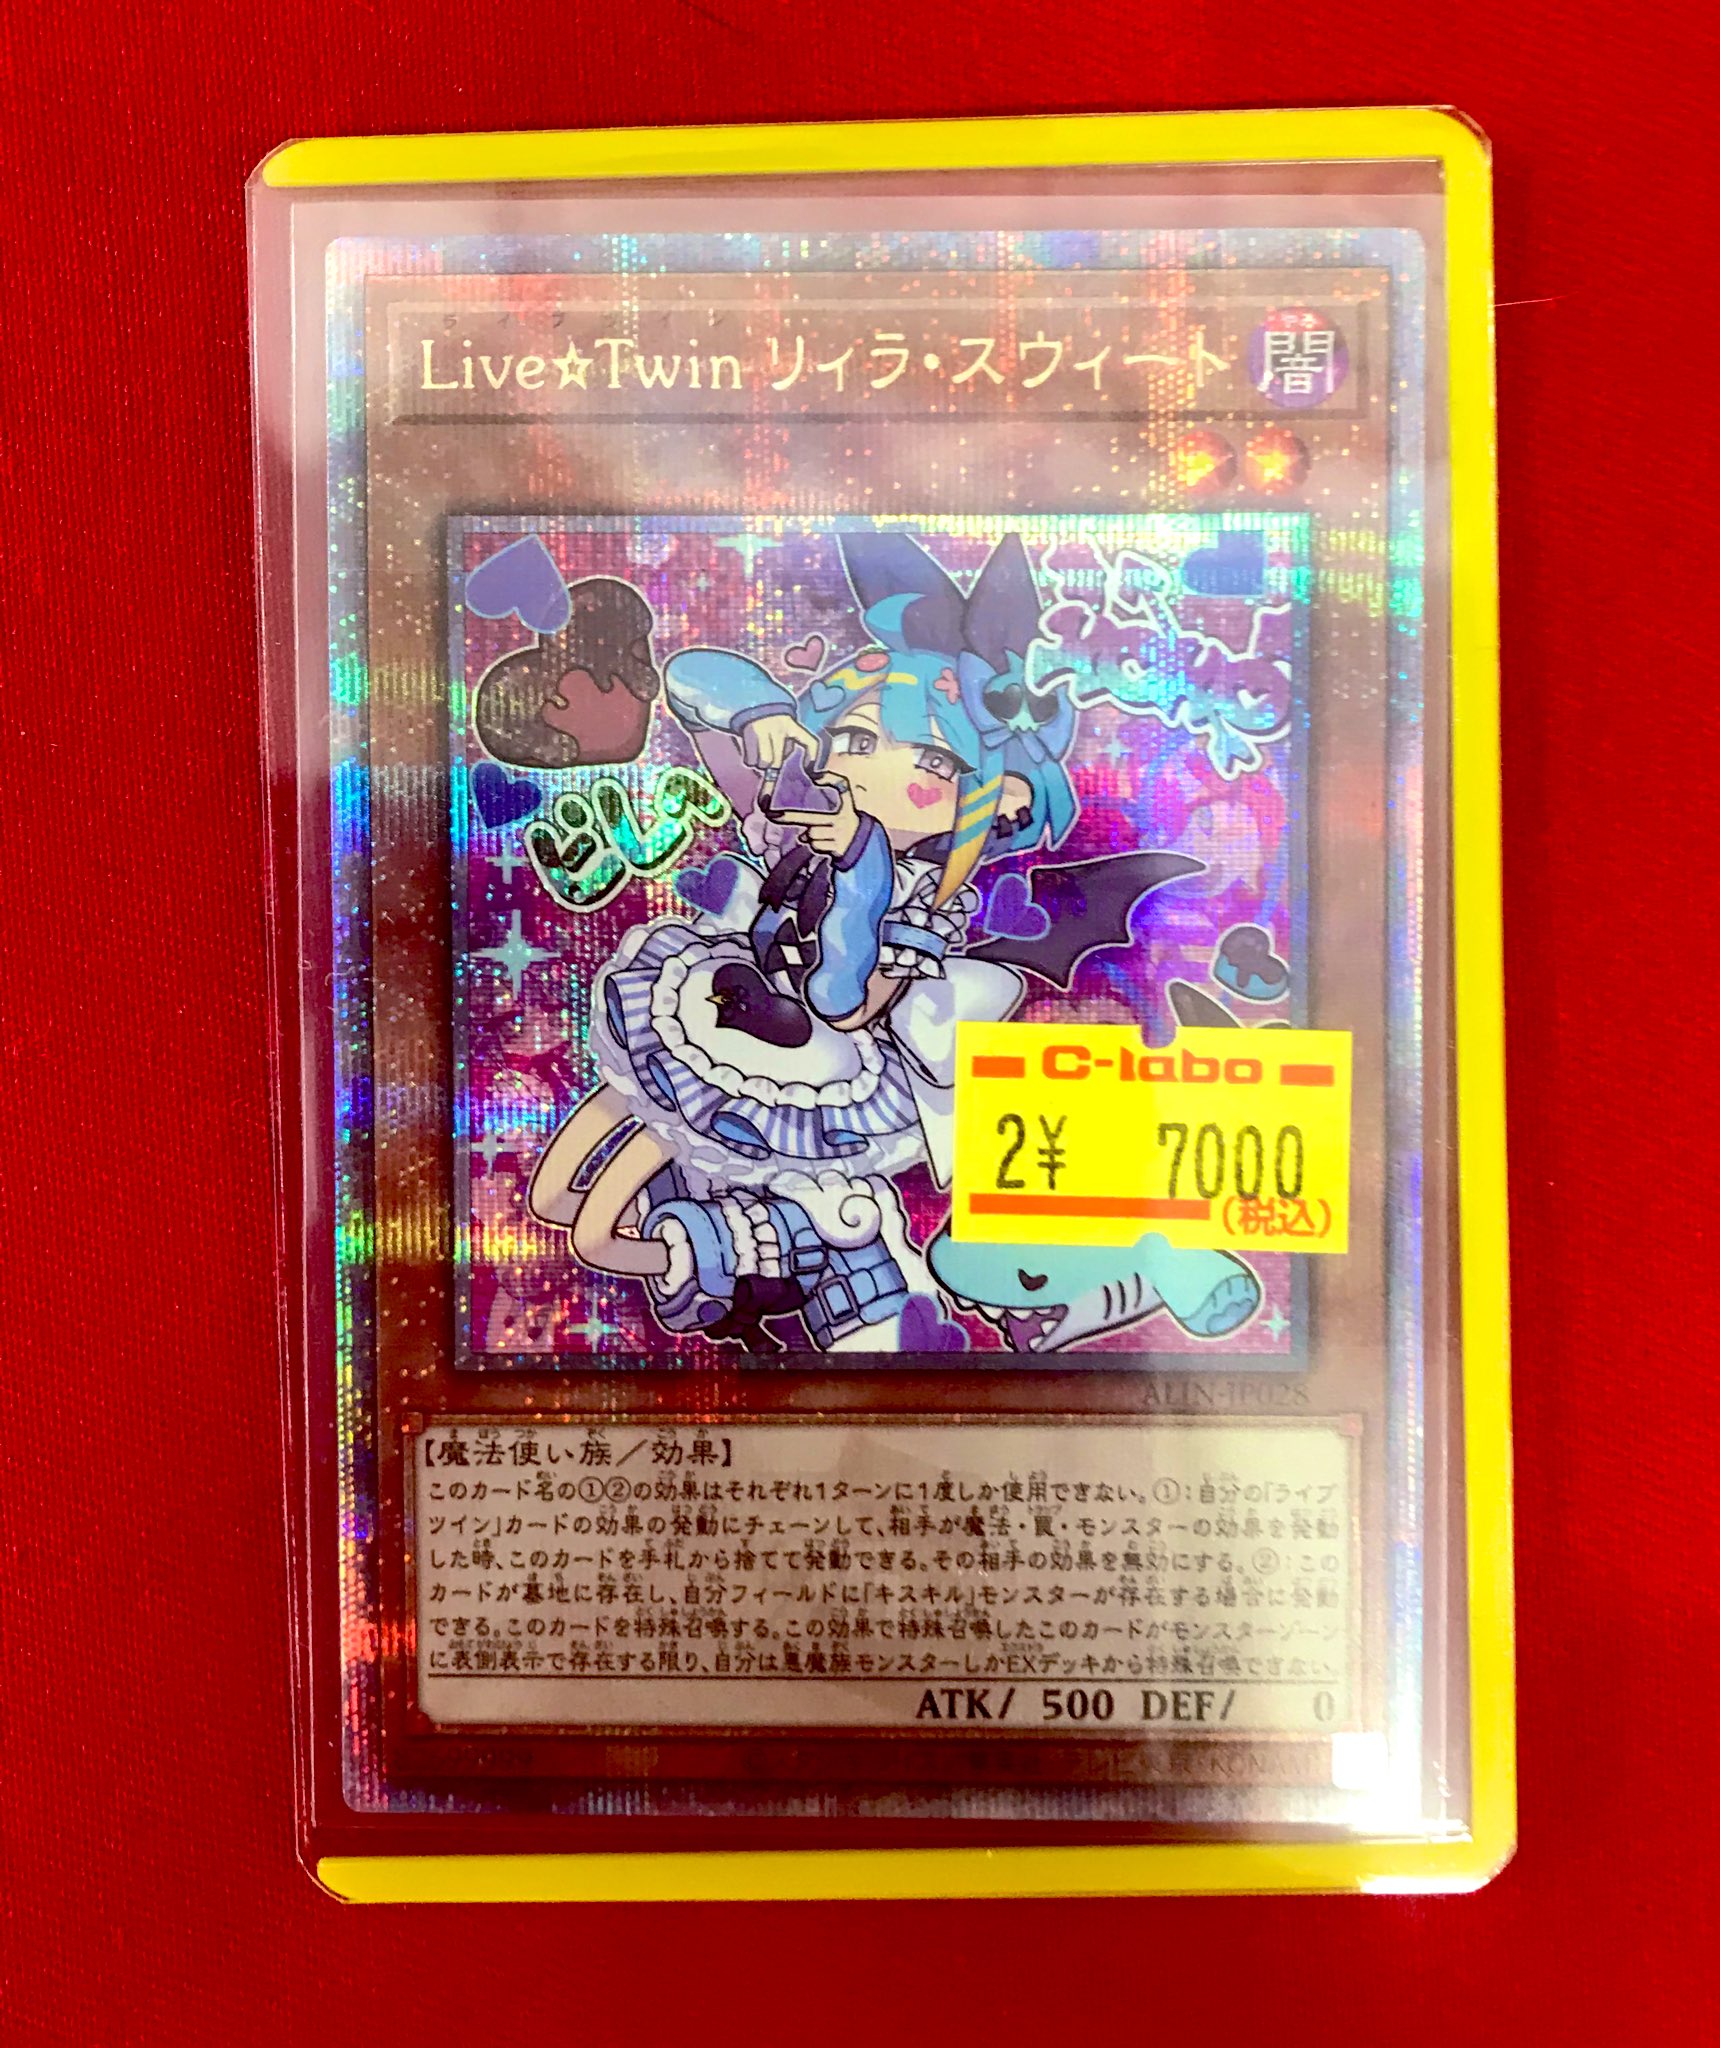 Live☆Twin リィラ・スウィート
闇
ALIN-JP028
C-labo
2¥ 7000
(税込)
【魔法使い族／効果】
このカード名の①②の効果はそれぞれ1ターンに1度しか使用できない。①：自分の「ライブ
ツイン」カードの効果の発動にチェーンして、相手が魔法・罠・モンスターの効果を発動
した時、このカードを手札から捨てて発動できる。その相手の効果を無効にする。②：この
カードが墓地に存在し、自分フィールドに「キスキル」モンスターが存在する場合に発動
できる。このカードを特殊召喚する。この効果で特殊召喚したこのカードがモンスターゾーン
に表側表示で存在する限り、自分は悪魔族モンスターしかEXデッキから特殊召喚できない。
ATK/ 500 DEF/ 0
KONAMI